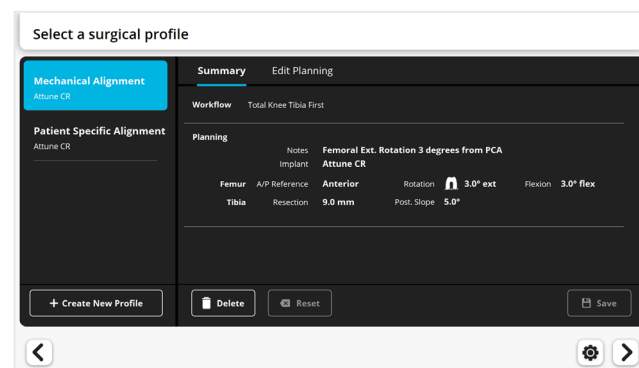 Select a surgical profile
Mechanical Alignment
Attune CR
Patient Specific Alignment
Attune CR
+ Create New Profile
Summary Edit Planning
Workflow Total Knee Tibia First
Planning
Notes Femoral Ext. Rotation 3 degrees from PCA
Implant Attune CR
Femur A/P Reference Anterior Rotation 3.0° ext Flexion 3.0° flex
Tibia Resection 9.0 mm Post. Slope 5.0°
Delete Reset Save